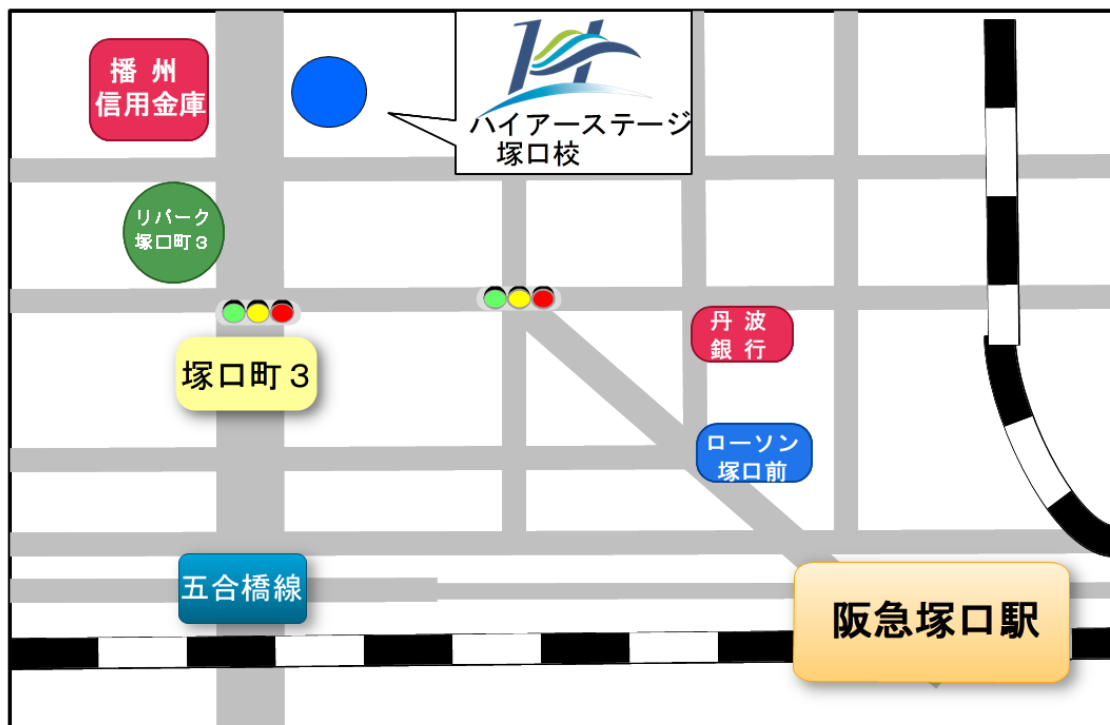 播 州
信用金庫
ハイアーステージ
塚口校
リパーク
塚口町３
塚口町３
丹 波
銀 行
ローソン
塚口前
五合橋線
阪急塚口駅